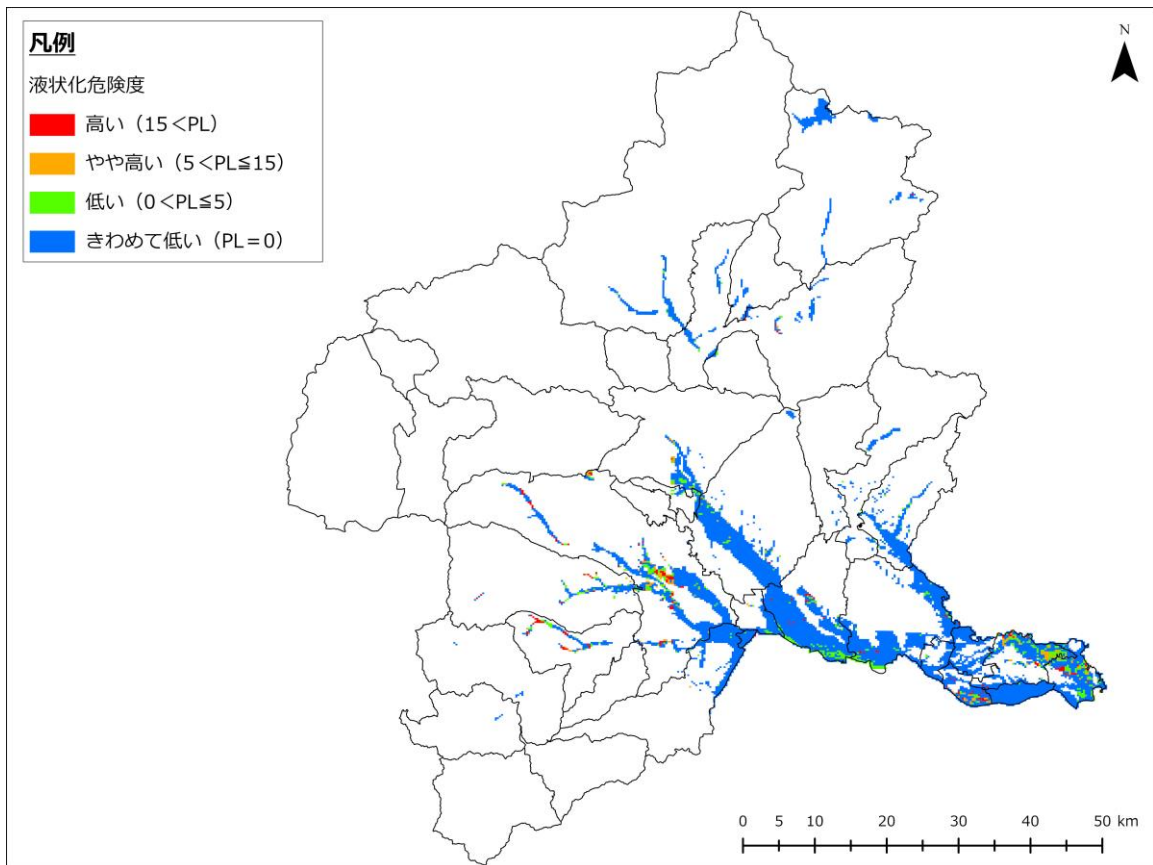 凡例
液状化危険度
高い（15＜PL）
やや高い（5＜PL≦15）
低い（0＜PL≦5）
きわめて低い（PL＝0）
N
0 5 10 20 30 40 50 km